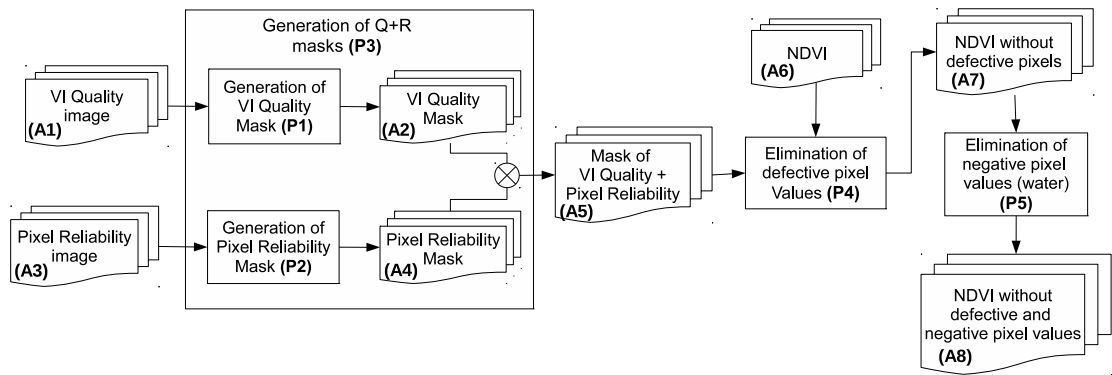 Generation of Q+R
masks (P3)
VI Quality
image
(A1)
Generation of
VI Quality
Mask (P1)
VI Quality
Mask
(A2)
Pixel Reliability
image
(A3)
Generation of
Pixel Reliability
Mask (P2)
Pixel Reliability
Mask
(A4)
Mask of
VI Quality +
Pixel Reliability
(A5)
NDVI
(A6)
Elimination of
defective pixel
Values (P4)
NDVI without
defective pixels
(A7)
Elimination of
negative pixel
values (water)
(P5)
NDVI without
defective and
negative pixel values
(A8)